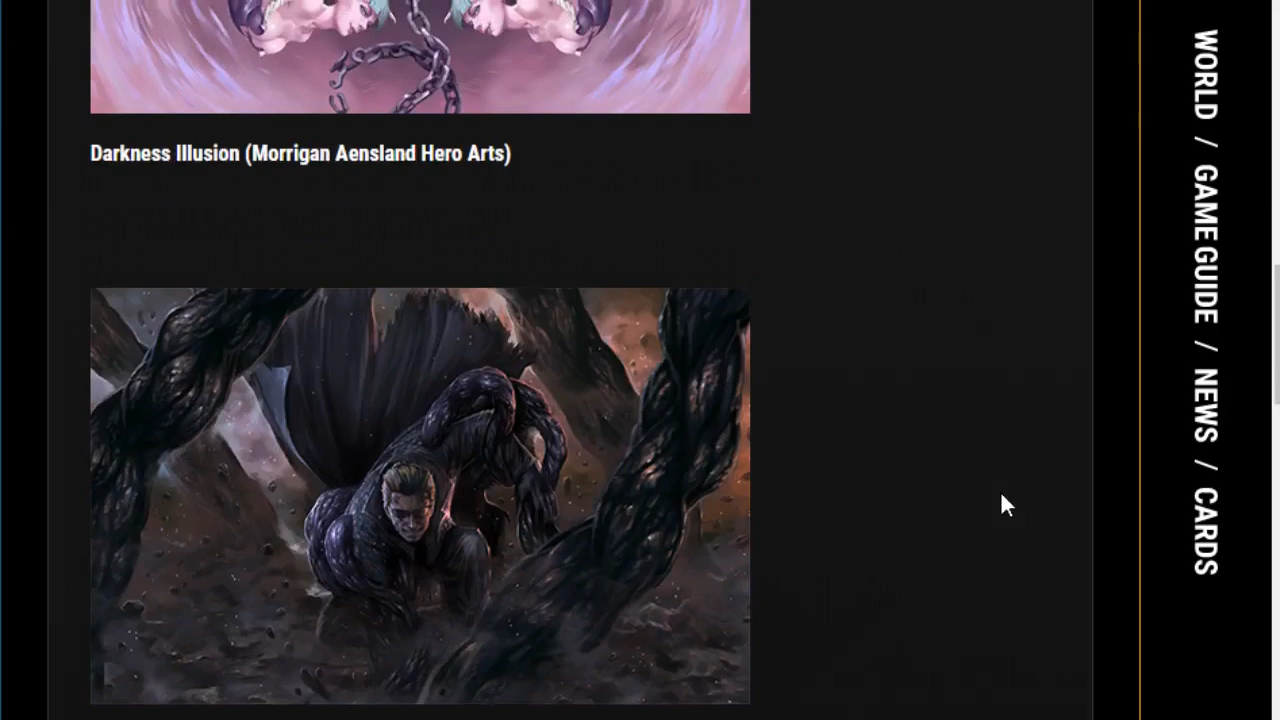 Darkness Illusion (Morrigan Aensland Hero Arts)
WORLD / GAME GUIDE / NEWS / CARDS